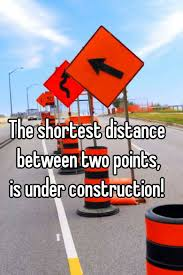 The shortest distance
between two points,
is under construction!